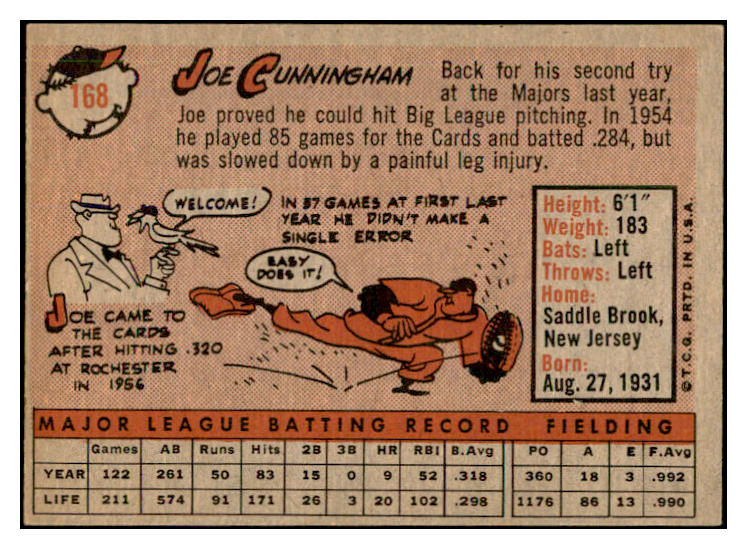 168
JOE CUNNINGHAM
Back for his second try
at the Majors last year,
Joe proved he could hit Big League pitching. In 1954
he played 85 games for the Cards and batted .284, but
was slowed down by a painful leg injury.
WELCOME!
IN 57 GAMES AT FIRST LAST
YEAR HE DIDN'T MAKE A
SINGLE ERROR
EASY
DOES IT!
JOE CAME TO
THE CARDS
AFTER HITTING .320
AT ROCHESTER
IN 1956
Height: 6'1"
Weight: 183
Bats: Left
Throws: Left
Home:
Saddle Brook,
New Jersey
Born:
Aug. 27, 1931
© T.C.G. PRTD. IN U.S.A.
MAJOR LEAGUE BATTING RECORD FIELDING
Games AB Runs Hits 2B 3B HR RBI B.Avg PO A E F.Avg
YEAR 122 261 50 83 15 0 9 52 .318 360 18 3 .992
LIFE 211 574 91 171 26 3 20 102 .298 1176 86 13 .990